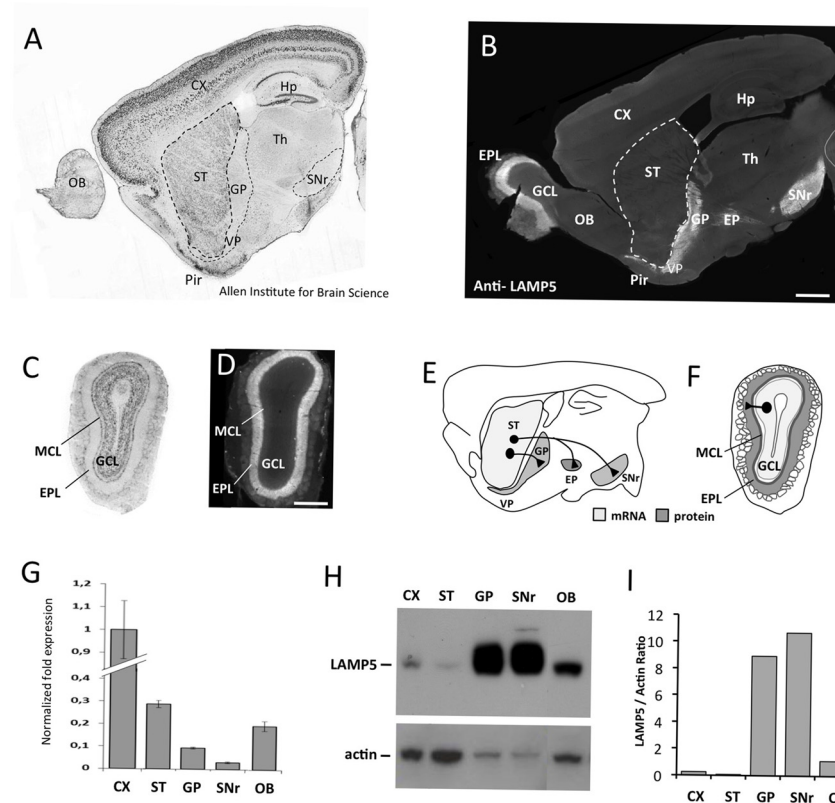 A
CX
Hp
Th
ST
GP
SNr
OB
VP
Pir
Allen Institute for Brain Science
B
CX
Hp
EPL
ST
Th
GCL
SNr
OB
GP
EP
Pir
VP
Anti- LAMP5
C
MCL
GCL
EPL
D
MCL
GCL
EPL
E
ST
GP
EP
SNr
VP
mRNA
protein
F
MCL
GCL
EPL
G
Normalized fold expression
1,2
1,1
1
0,9
0,4
0,3
0,2
0,1
0
CX ST GP SNr OB
H
CX ST GP SNr OB
LAMP5
actin
I
LAMP5 / Actin Ratio
12
10
8
6
4
2
0
CX ST GP SNr